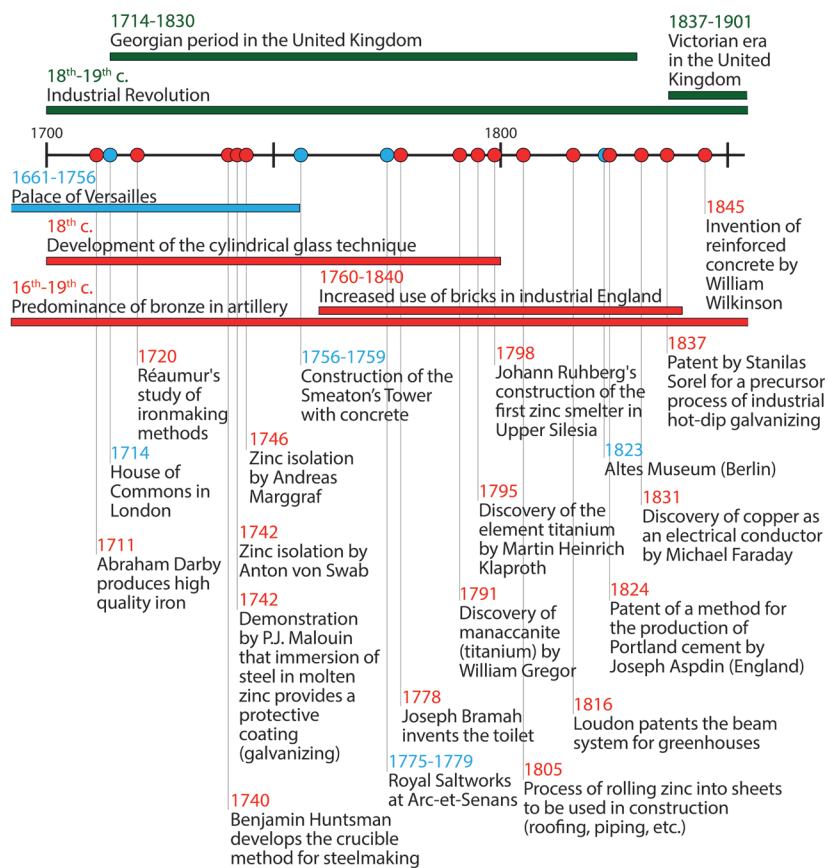 1714-1830
Georgian period in the United Kingdom
1837-1901
Victorian era
in the United
Kingdom
18th-19th c.
Industrial Revolution
1700
1800
1661-1756
Palace of Versailles
18th c.
Development of the cylindrical glass technique
1760-1840
Increased use of bricks in industrial England
16th-19th c.
Predominance of bronze in artillery
1845
Invention of
reinforced
concrete by
William
Wilkinson
1720
Réaumur's
study of
ironmaking
methods
1756-1759
Construction of the
Smeaton's Tower
with concrete
1798
Johann Ruhberg's
construction of the
first zinc smelter in
Upper Silesia
1837
Patent by Stanilas
Sorel for a precursor
process of industrial
hot-dip galvanizing
1714
House of
Commons in
London
1746
Zinc isolation
by Andreas
Marggraf
1823
Altes Museum (Berlin)
1795
Discovery of the
element titanium
by Martin Heinrich
Klaproth
1831
Discovery of copper as
an electrical conductor
by Michael Faraday
1711
Abraham Darby
produces high
quality iron
1742
Zinc isolation by
Anton von Swab
1742
Demonstration
by P.J. Malouin
that immersion of
steel in molten
zinc provides a
protective
coating
(galvanizing)
1791
Discovery of
manaccanite
(titanium) by
William Gregor
1824
Patent of a method for
the production of
Portland cement by
Joseph Aspdin (England)
1778
Joseph Bramah
invents the toilet
1816
Loudon patents the beam
system for greenhouses
1775-1779
Royal Saltworks
at Arc-et-Senans
1805
Process of rolling zinc into sheets
to be used in construction
(roofing, piping, etc.)
1740
Benjamin Huntsman
develops the crucible
method for steelmaking